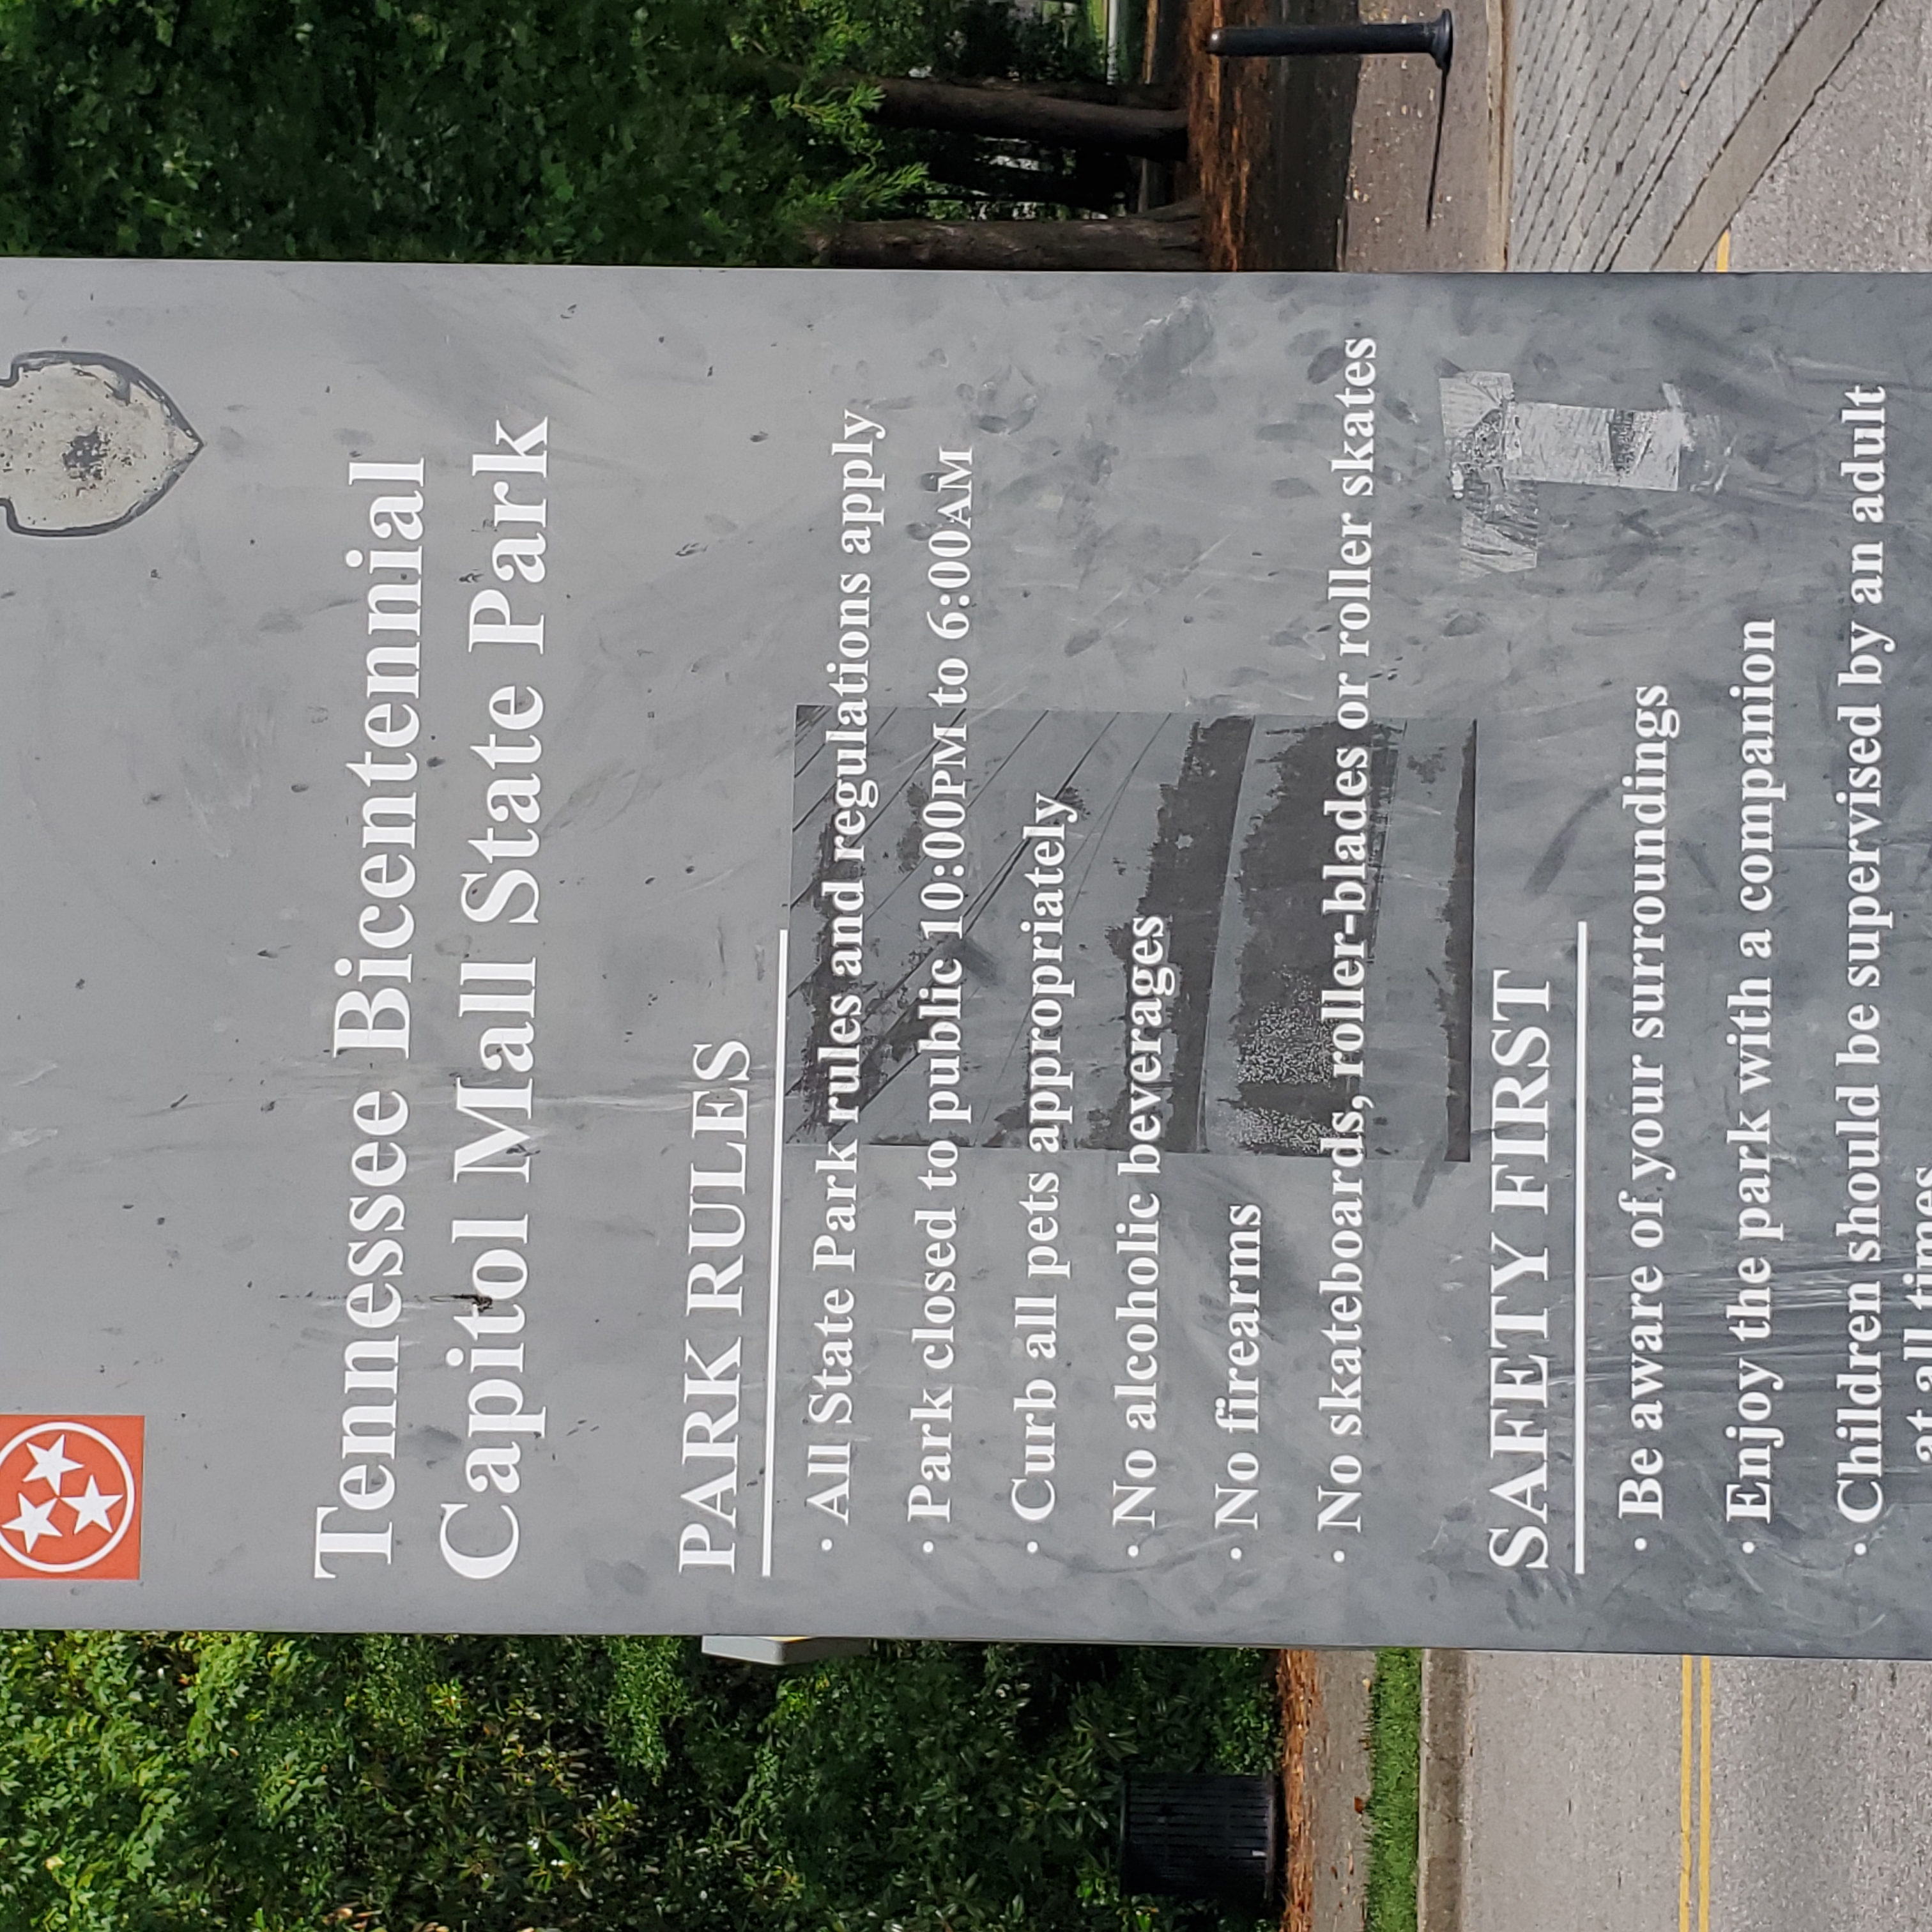 Tennessee Bicentennial
Capitol Mall State Park
PARK RULES
· All State Park rules and regulations apply
· Park closed to public 10:00PM to 6:00AM
· Curb all pets appropriately
· No alcoholic beverages
· No firearms
· No skateboards, roller-blades or roller skates
SAFETY FIRST
· Be aware of your surroundings
· Enjoy the park with a companion
· Children should be supervised by an adult
at all times